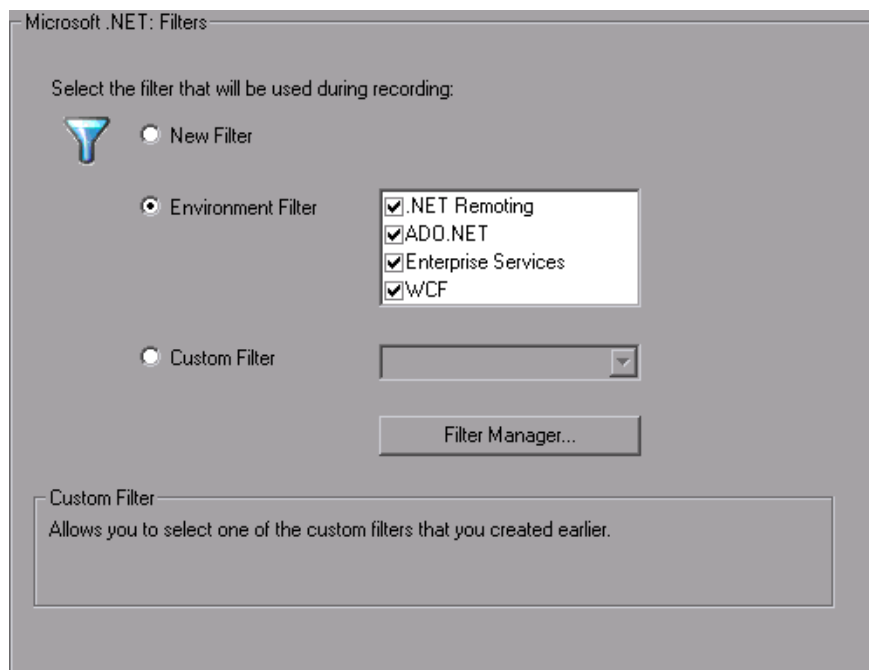 Microsoft .NET: Filters
Select the filter that will be used during recording:
New Filter
Environment Filter
.NET Remoting
ADO.NET
Enterprise Services
WCF
Custom Filter
Filter Manager...
Custom Filter
Allows you to select one of the custom filters that you created earlier.